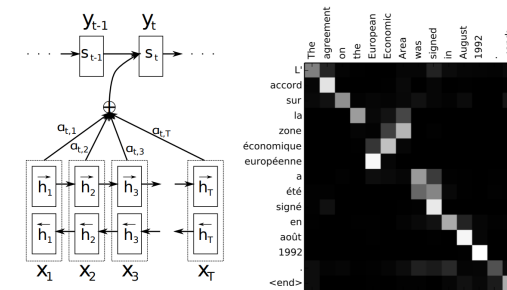 y_{t-1} y_t
. . . s_{t-1} s_t . . .
+
α_{t,1} α_{t,2} α_{t,3} α_{t,T}
h_1 h_2 h_3 h_T
h_1 h_2 h_3 h_T
x_1 x_2 x_3 x_T
The agreement on the European Economic Area was signed in August 1992 .
L'
accord
sur
la
zone
économique
européenne
a
été
signé
en
août
1992
.
<end>